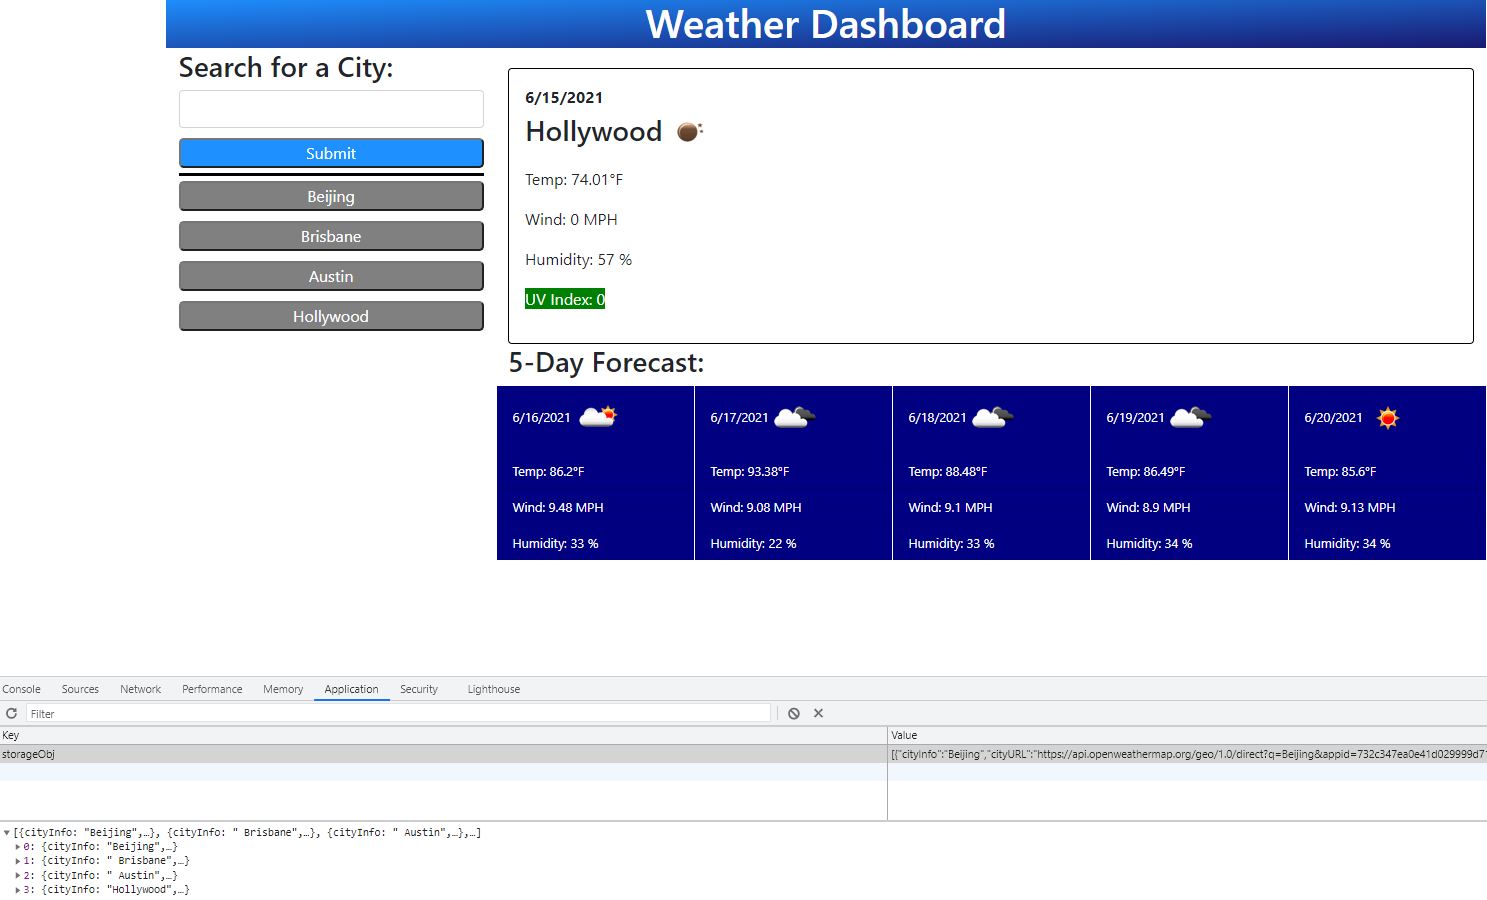 Weather Dashboard
Search for a City:
Submit
Beijing
Brisbane
Austin
Hollywood
6/15/2021
Hollywood
Temp: 74.01°F
Wind: 0 MPH
Humidity: 57 %
UV Index: 0
5-Day Forecast:
6/16/2021
Temp: 86.2°F
Wind: 9.48 MPH
Humidity: 33 %
6/17/2021
Temp: 93.38°F
Wind: 9.08 MPH
Humidity: 22 %
6/18/2021
Temp: 88.48°F
Wind: 9.1 MPH
Humidity: 33 %
6/19/2021
Temp: 86.49°F
Wind: 8.9 MPH
Humidity: 34 %
6/20/2021
Temp: 85.6°F
Wind: 9.13 MPH
Humidity: 34 %
Console Sources Network Performance Memory Application Security Lighthouse
Filter
Key Value
storageObj [{"cityInfo":"Beijing","cityURL":"https://api.openweathermap.org/geo/1.0/direct?q=Beijing&appid=732c347ea0e41d029999d71
[{cityInfo: "Beijing",…}, {cityInfo: " Brisbane",…}, {cityInfo: " Austin",…},…]
0: {cityInfo: "Beijing",…}
1: {cityInfo: " Brisbane",…}
2: {cityInfo: " Austin",…}
3: {cityInfo: "Hollywood",…}